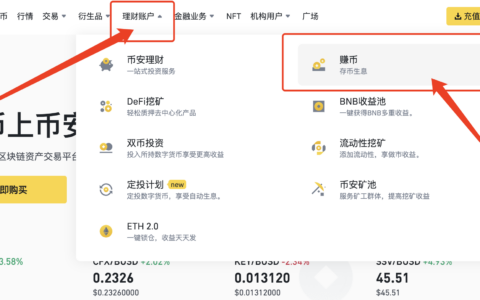 币 行情 交易 衍生品 理财账户 金融业务 NFT 机构用户 广场 充值
币安理财
一站式投资服务
赚币
存币生息
DeFi挖矿
轻松质押去中心化产品
BNB收益池
一键获得BNB多重收益。
币上币安
双币投资
投入所持数字货币享受更高收益
流动性挖矿
添加流动性，享做市收益。
区块链资产交易平台
即购买
定投计划 new
定投数字货币，享受自动生息。
币安矿池
服务矿工群体，提高挖矿收益
ETH 2.0
一键锁仓，收益天天发
3.58%
CFX/BUSD +2.02%
KEY/BUSD -2.34%
SSV/BUSD +4.93%
0.2326
0.013120
45.51
$0.23260000
$0.01312000
$45.51